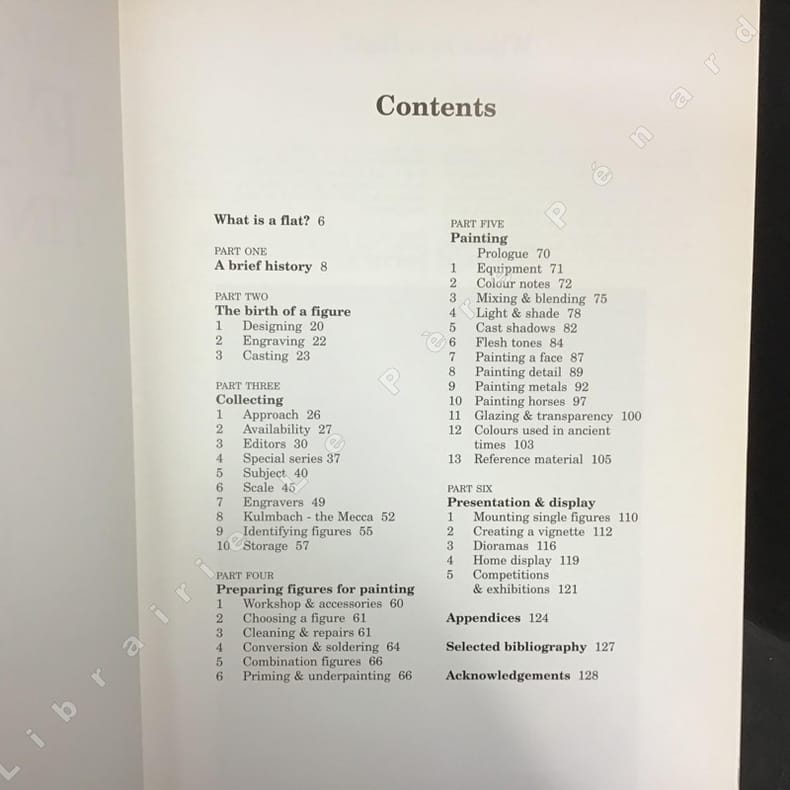 Contents
What is a flat? 6
PART ONE
A brief history 8
PART TWO
The birth of a figure
1 Designing 20
2 Engraving 22
3 Casting 23
PART THREE
Collecting
1 Approach 26
2 Availability 27
3 Editors 30
4 Special series 37
5 Subject 40
6 Scale 45
7 Engravers 49
8 Kulmbach - the Mecca 52
9 Identifying figures 55
10 Storage 57
PART FOUR
Preparing figures for painting
1 Workshop & accessories 60
2 Choosing a figure 61
3 Cleaning & repairs 61
4 Conversion & soldering 64
5 Combination figures 66
6 Priming & underpainting 66
PART FIVE
Painting
Prologue 70
1 Equipment 71
2 Colour notes 72
3 Mixing & blending 75
4 Light & shade 78
5 Cast shadows 82
6 Flesh tones 84
7 Painting a face 87
8 Painting detail 89
9 Painting metals 92
10 Painting horses 97
11 Glazing & transparency 100
12 Colours used in ancient
times 103
13 Reference material 105
PART SIX
Presentation & display
1 Mounting single figures 110
2 Creating a vignette 112
3 Dioramas 116
4 Home display 119
5 Competitions
& exhibitions 121
Appendices 124
Selected bibliography 127
Acknowledgements 128
Librairie Le Père Pénard